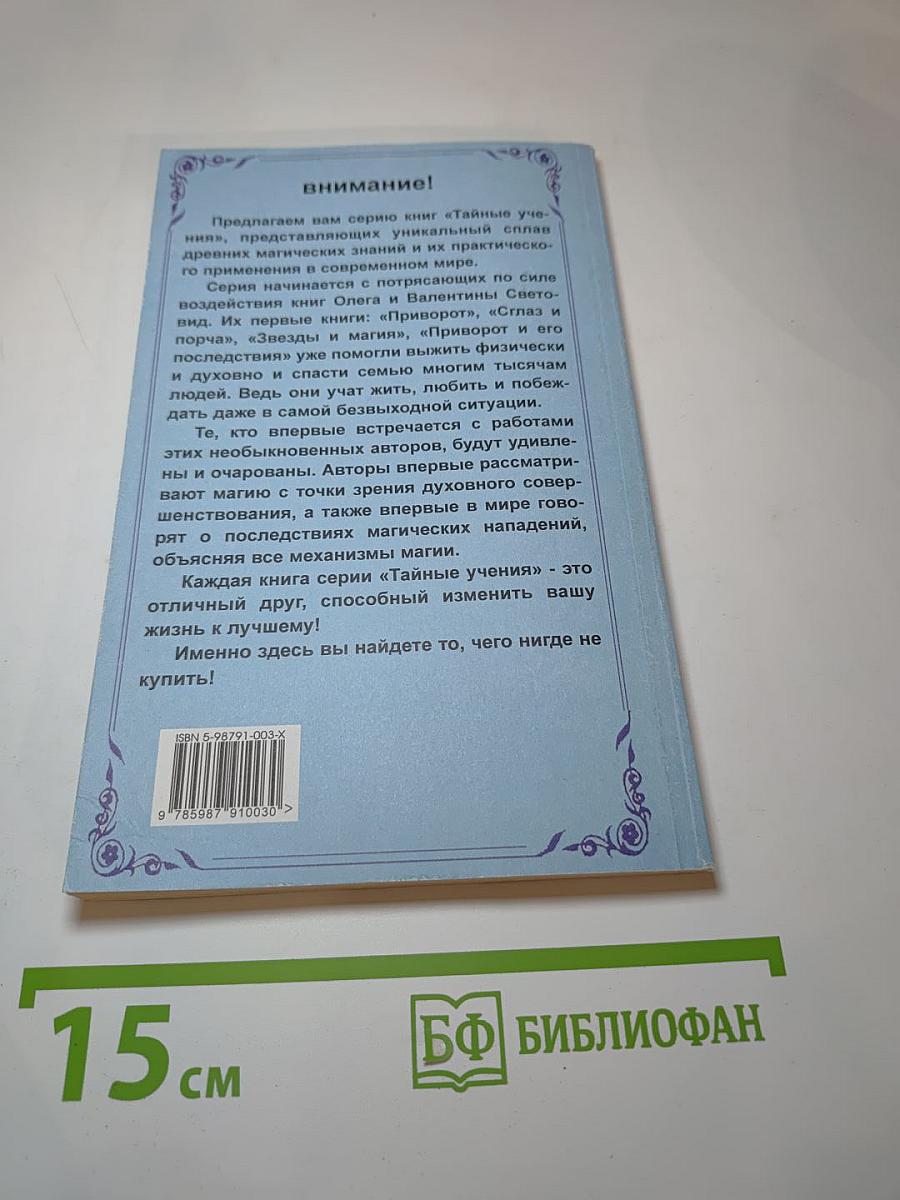 внимание!
Предлагаем вам серию книг «Тайные уче-
ния», представляющих уникальный сплав
древних магических знаний и их практическо-
го применения в современном мире.
Серия начинается с потрясающих по силе
воздействия книг Олега и Валентины Свето-
вид. Их первые книги: «Приворот», «Сглаз и
порча», «Звезды и магия», «Приворот и его
последствия» уже помогли выжить физически
и духовно и спасти семью многим тысячам
людей. Ведь они учат жить, любить и побеж-
дать даже в самой безвыходной ситуации.
Те, кто впервые встречается с работами
этих необыкновенных авторов, будут удивле-
ны и очарованы. Авторы впервые рассматри-
вают магию с точки зрения духовного совер-
шенствования, а также впервые в мире гово-
рят о последствиях магических нападений,
объясняя все механизмы магии.
Каждая книга серии «Тайные учения» - это
отличный друг, способный изменить вашу
жизнь к лучшему!
Именно здесь вы найдете то, чего нигде не
купить!
ISBN 5-98791-003-X
9 785987 910030 >
15 см
БФ БИБЛИОФАН